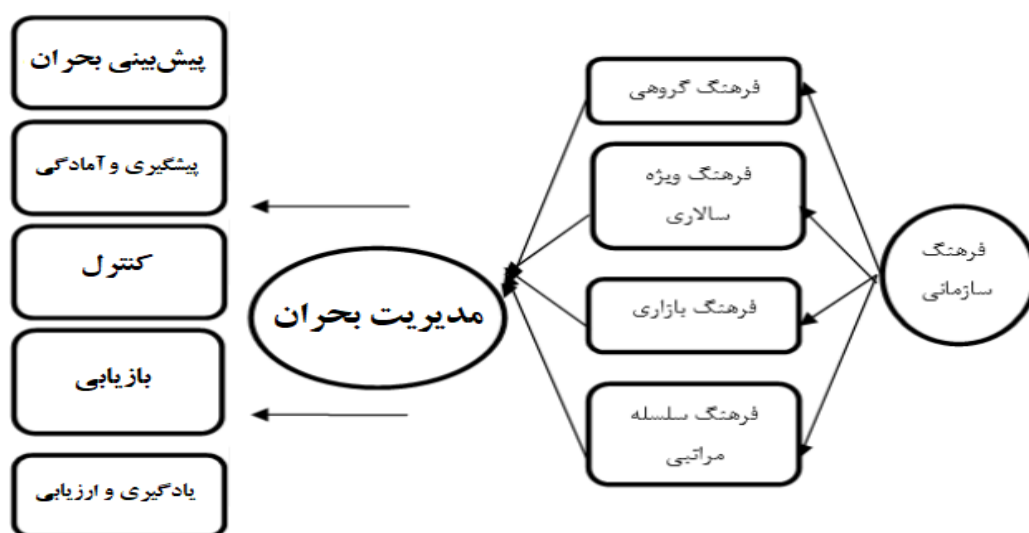 فرهنگ
سازمانی
فرهنگ گروهی
فرهنگ ویژه
سالاری
فرهنگ بازاری
فرهنگ سلسله
مراتبی
مدیریت بحران
پیش‌بینی بحران
پیشگیری و آمادگی
کنترل
بازیابی
یادگیری و ارزیابی